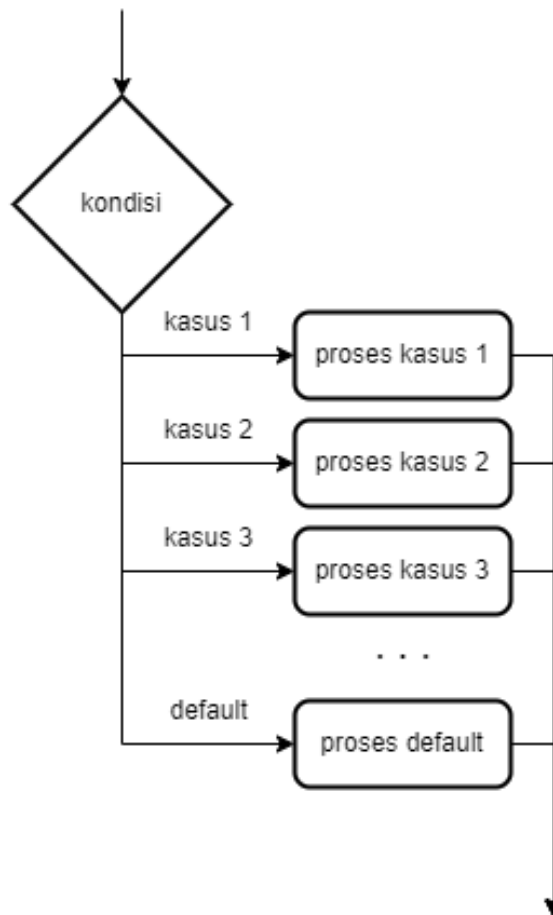 kondisi
kasus 1
proses kasus 1
kasus 2
proses kasus 2
kasus 3
proses kasus 3
. . .
default
proses default